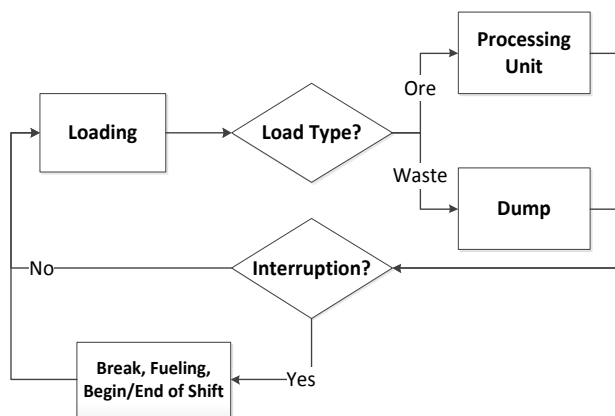 Processing
Unit
Ore
Loading
Load Type?
Waste
Dump
Interruption?
No
Yes
Break, Fueling,
Begin/End of Shift